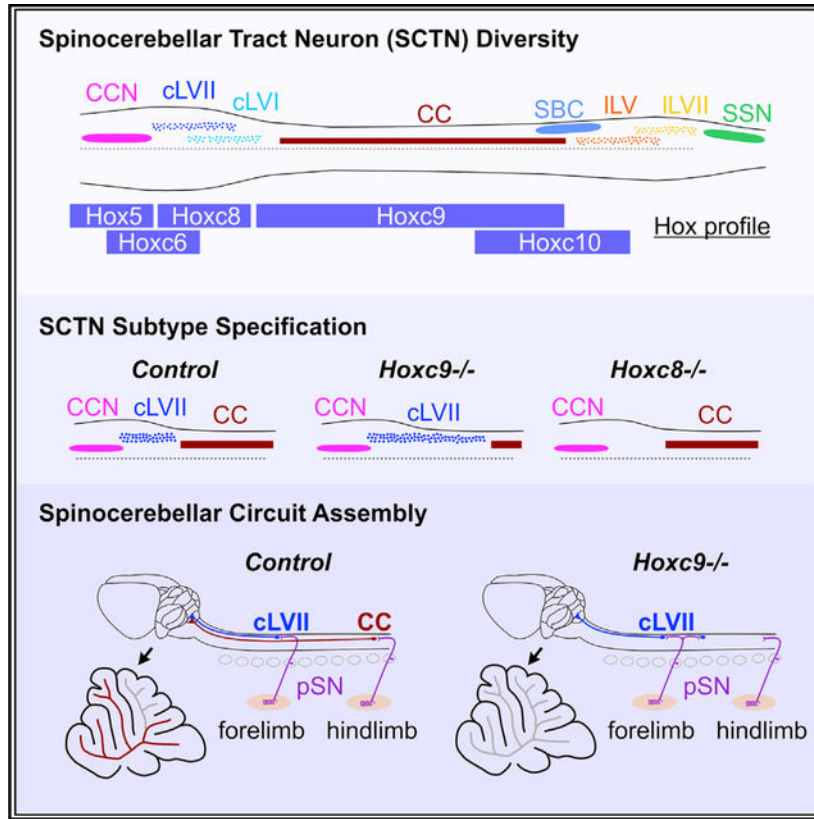 Spinocerebellar Tract Neuron (SCTN) Diversity
CCN cLVII cLVI CC SBC lLV lLVII SSN
Hox5 Hoxc8 Hoxc9
Hoxc6 Hoxc10 Hox profile
SCTN Subtype Specification
Control Hoxc9-/- Hoxc8-/-
CCN cLVII CC CCN cLVII CCN CC
Spinocerebellar Circuit Assembly
Control Hoxc9-/-
cLVII CC cLVII
pSN pSN
forelimb hindlimb forelimb hindlimb